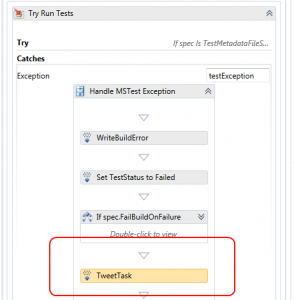 Try Run Tests
Try
If spec Is TestMetadataFileS...
Catches
Exception
testException
Handle MSTest Exception
WriteBuildError
Set TestStatus to Failed
If spec.FailBuildOnFailure
Double-click to view
TweetTask